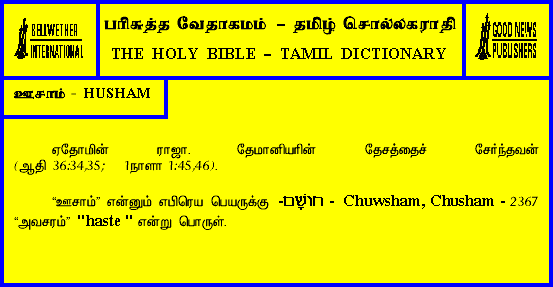 BELLWETHER
INTERNATIONAL
பரிசுத்த வேதாகமம் - தமிழ் சொல்லகராதி
THE HOLY BIBLE - TAMIL DICTIONARY
GOOD NEWS
PUBLISHERS
ஊசாம் - HUSHAM
ஏதோமின் ராஜா. தேமானியரின் தேசத்தைச் சேர்ந்தவன்
(ஆதி 36:34,35; 1நாளா 1:45,46).
“ஊசாம்” என்னும் எபிரெய பெயருக்கு -חוּשָׁם - Chuwsham, Chusham - 2367
“அவசரம்” "haste" என்று பொருள்.